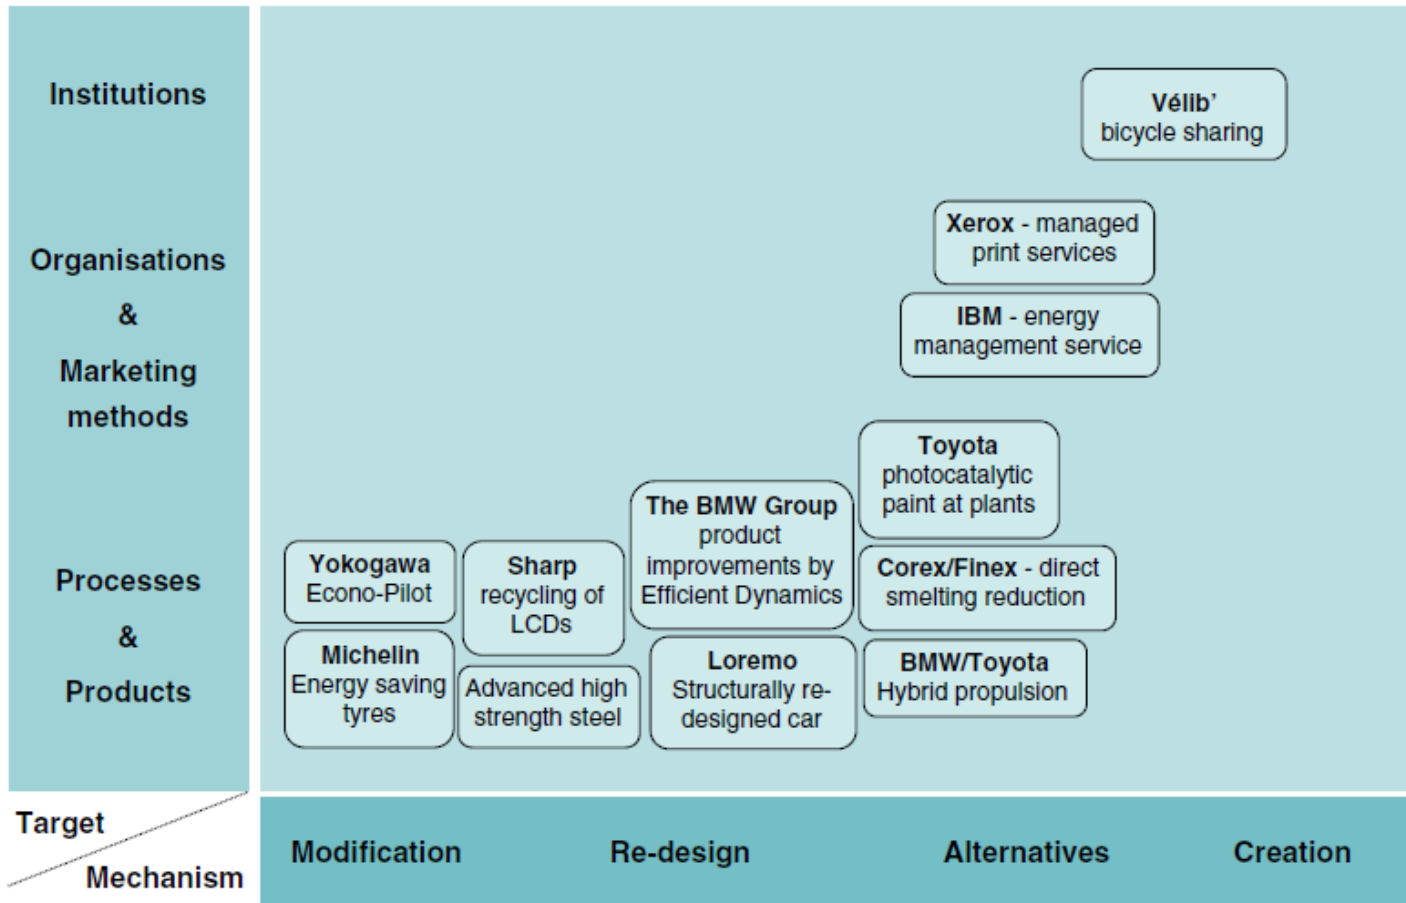 Institutions
Organisations
&
Marketing
methods
Processes
&
Products
Vélib’
bicycle sharing
Xerox - managed
print services
IBM - energy
management service
Toyota
photocatalytic
paint at plants
The BMW Group
product
improvements by
Efficient Dynamics
Yokogawa
Econo-Pilot
Sharp
recycling of
LCDs
Corex/Finex - direct
smelting reduction
Michelin
Energy saving
tyres
Advanced high
strength steel
Loremo
Structurally re-
designed car
BMW/Toyota
Hybrid propulsion
Target
Mechanism
Modification
Re-design
Alternatives
Creation